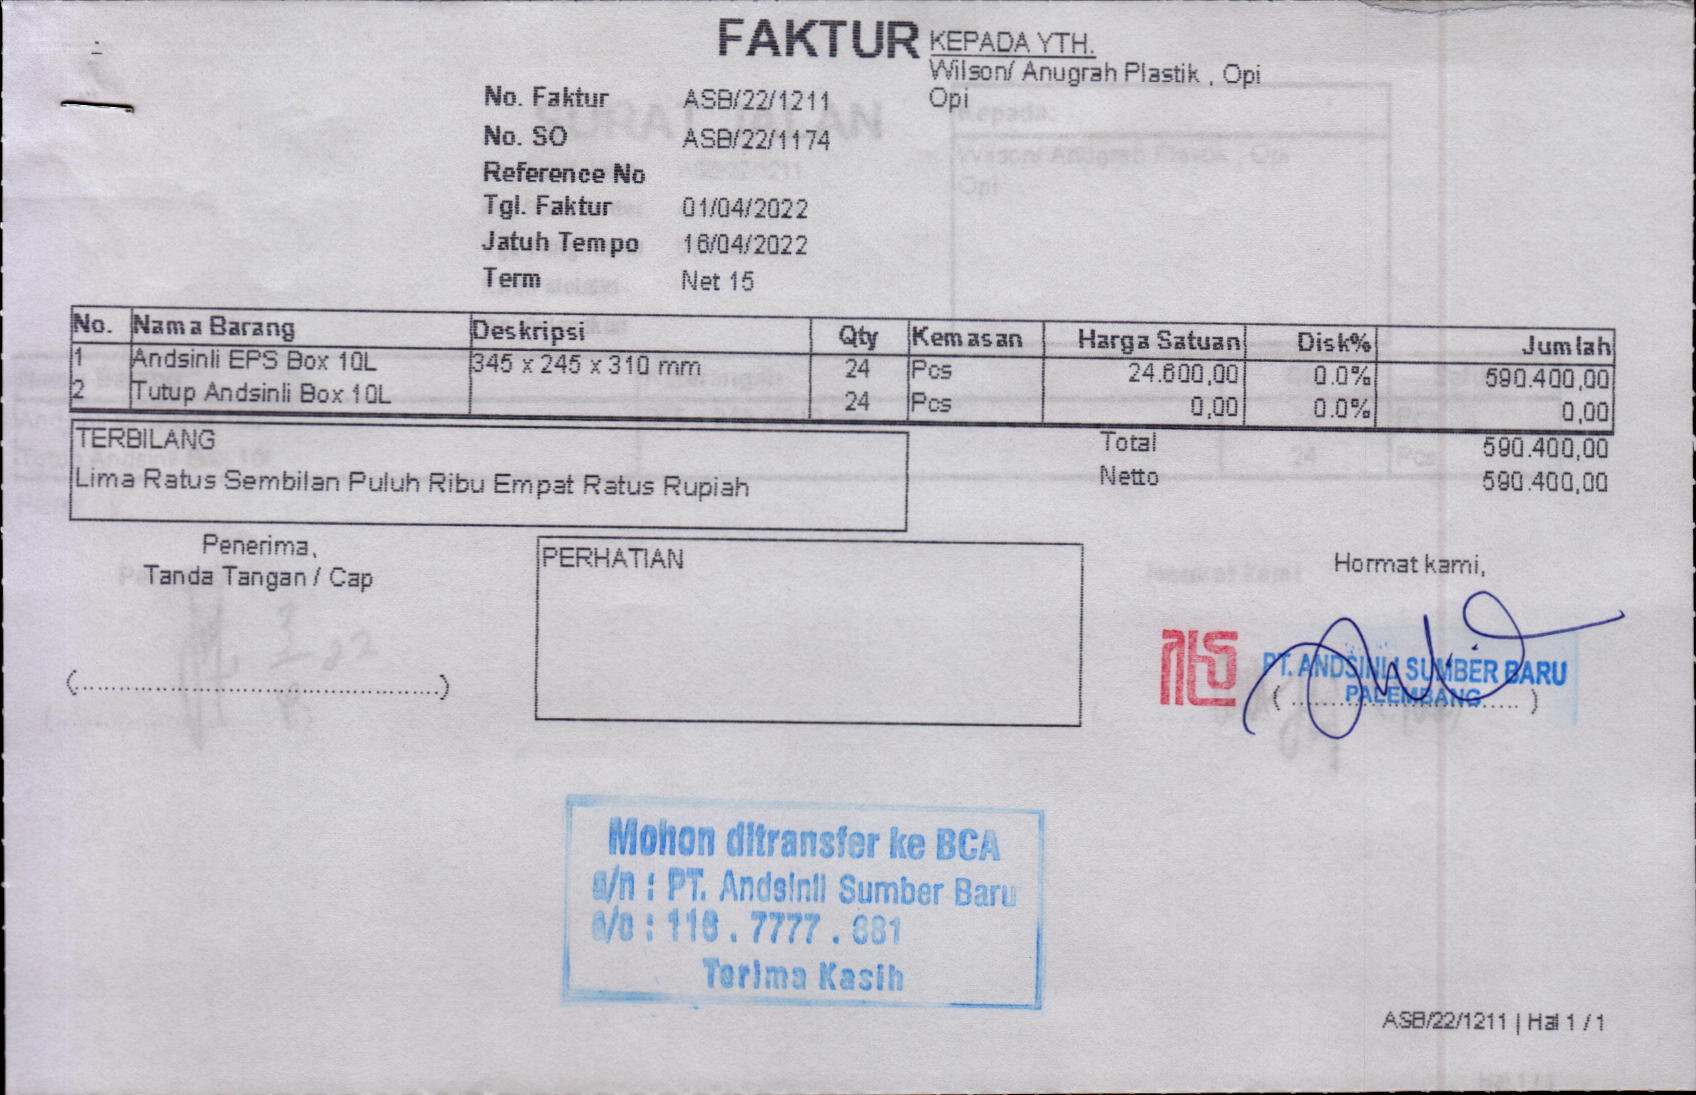 FAKTUR
KEPADA YTH.
Wilson/ Anugrah Plastik , Opi
Opi
No. Faktur ASB/22/1211
No. SO ASB/22/1174
Reference No
Tgl. Faktur 01/04/2022
Jatuh Tempo 16/04/2022
Term Net 15
No. Nama Barang Deskripsi Qty Kemasan Harga Satuan Disk% Jumlah
1 Andsinli EPS Box 10L 345 x 245 x 310 mm 24 Pcs 24.600,00 0.0% 590.400,00
2 Tutup Andsinli Box 10L 24 Pcs 0,00 0.0% 0,00
TERBILANG
Lima Ratus Sembilan Puluh Ribu Empat Ratus Rupiah
Total 590.400,00
Netto 590.400,00
Penerima,
Tanda Tangan / Cap
(................................................)
PERHATIAN
Hormat kami,
PT. ANDSINLI SUMBER BARU
PALEMBANG
(................................)
Mohon ditransfer ke BCA
a/n : PT. Andsinli Sumber Baru
a/c : 7777 .
Terima Kasih
ASB/22/1211 | Hal 1 / 1